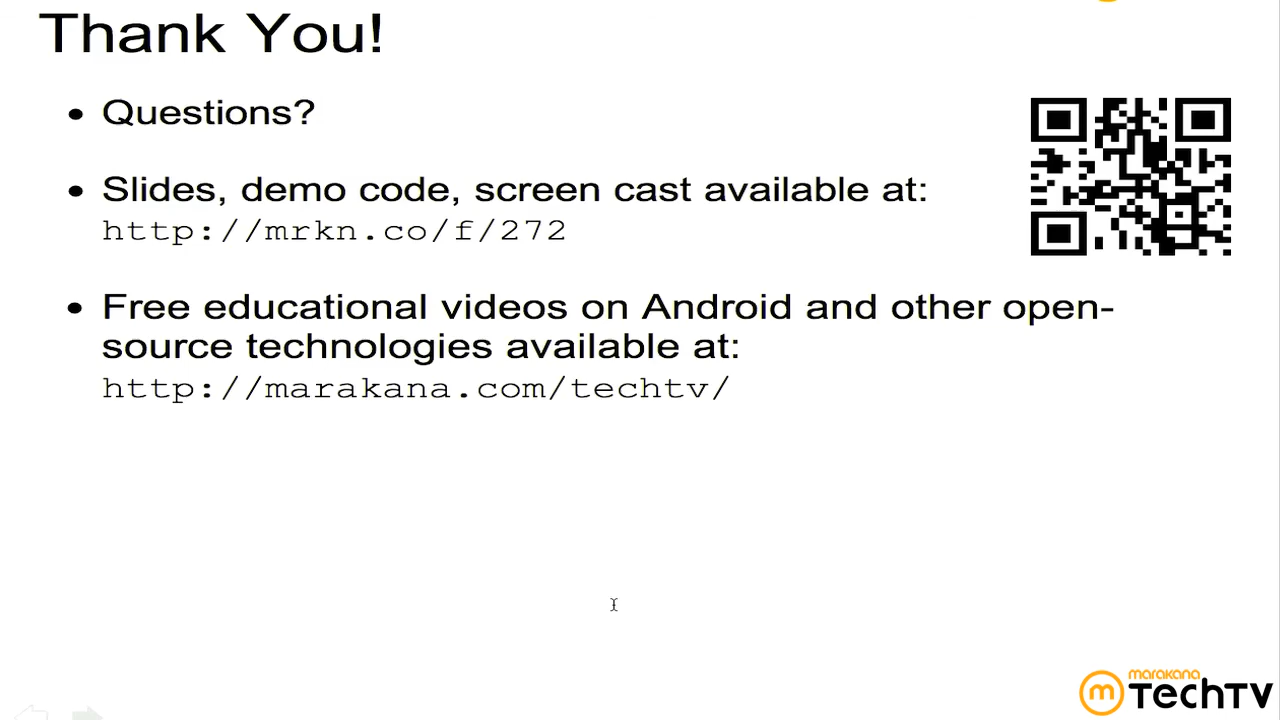 Thank You!
• Questions?
• Slides, demo code, screen cast available at:
http://mrkn.co/f/272
• Free educational videos on Android and other open-
source technologies available at:
http://marakana.com/techtv/
marakana
m TechTV